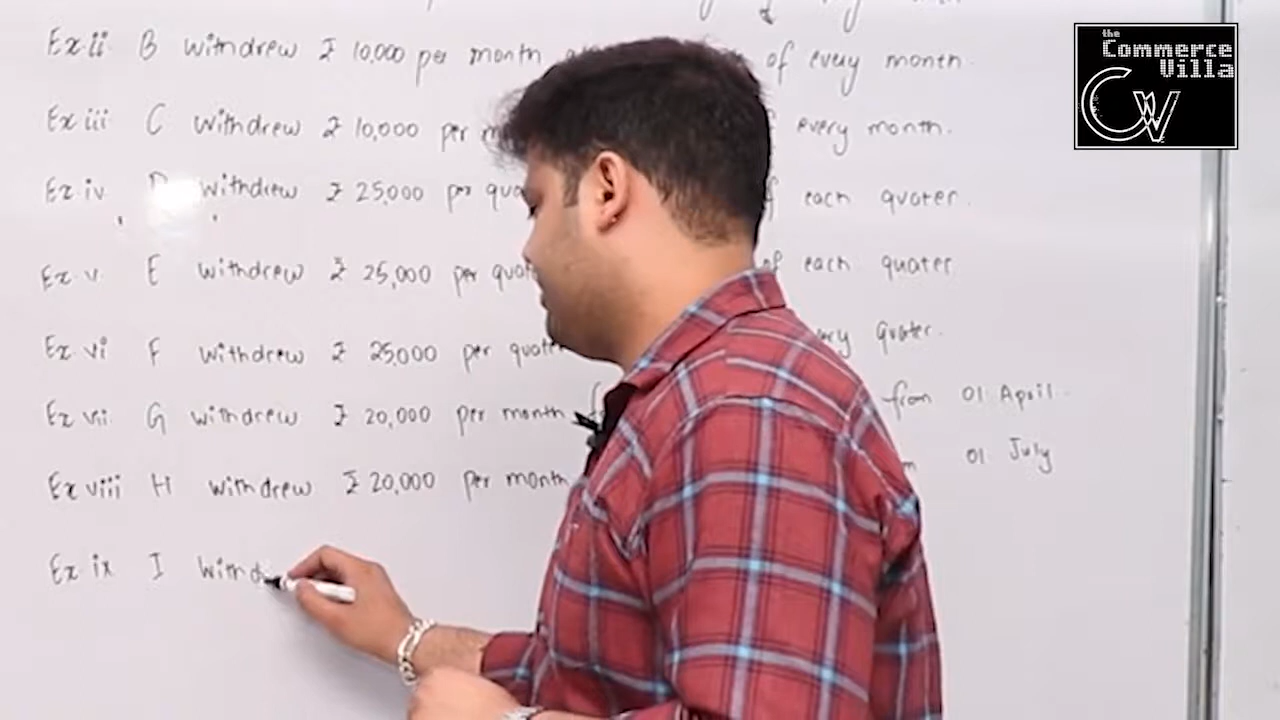 Ex ii B withdrew ₹ 10,000 per month of every month.
Ex iii C withdrew ₹ 10,000 per every month.
Ex iv D withdrew ₹ 25,000 per of each quater.
Ex v E withdrew ₹ 25,000 per of each quater.
Ex vi F withdrew ₹ 25,000 per quater.
Ex vii G withdrew ₹ 20,000 per month from 01 April.
Ex viii H withdrew ₹ 20,000 per month 01 July
Ex ix I withd
the
Commerce
Villa
CV